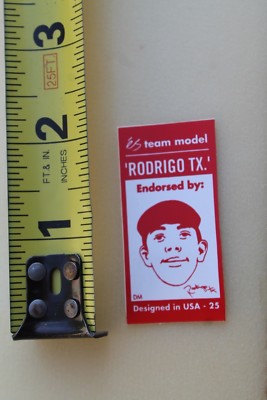 3
25FT.
2
FT & IN.
INCHES
1
éS team model
'RODRIGO TX.'
Endorsed by:
DM
Designed in USA - 25